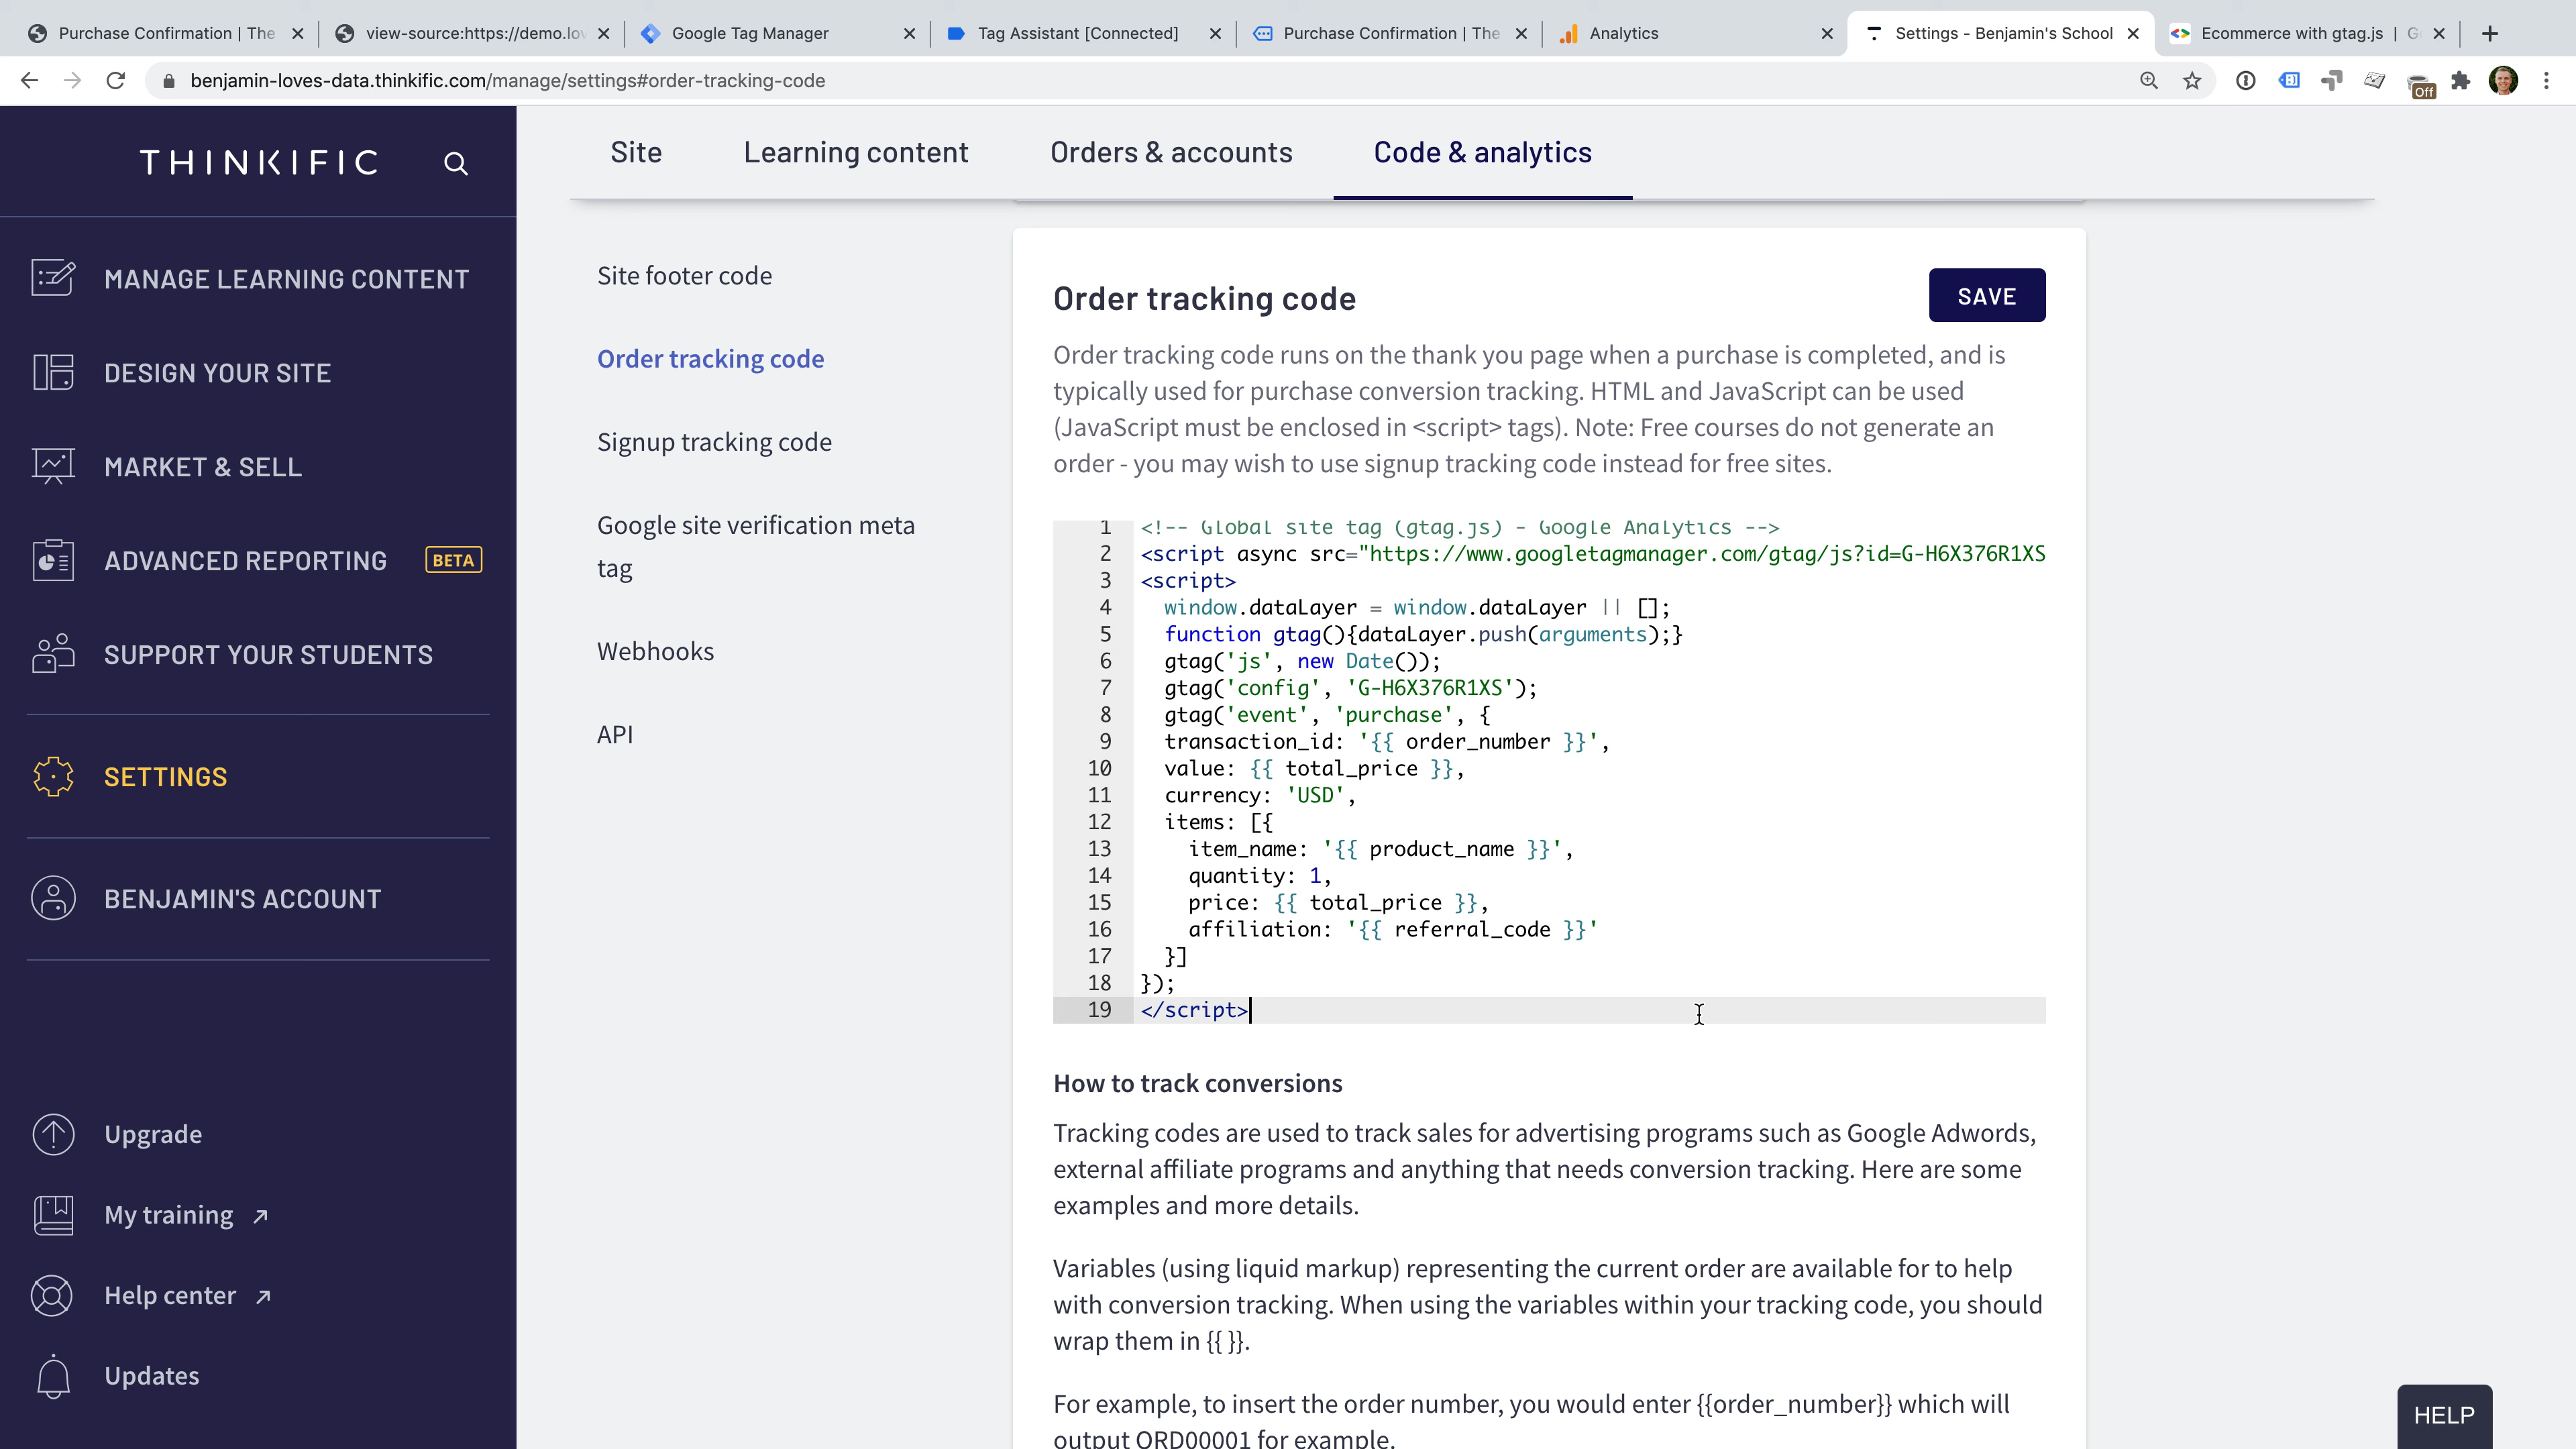 Purchase Confirmation | The
view-source:https://demo.lov
Google Tag Manager
Tag Assistant [Connected]
Purchase Confirmation | The
Analytics
Settings - Benjamin's School
Ecommerce with gtag.js | G
benjamin-loves-data.thinkific.com/manage/settings#order-tracking-code
Off
THINKIFIC
MANAGE LEARNING CONTENT
DESIGN YOUR SITE
MARKET & SELL
ADVANCED REPORTING BETA
SUPPORT YOUR STUDENTS
SETTINGS
BENJAMIN'S ACCOUNT
Upgrade
My training
Help center
Updates
Site
Learning content
Orders & accounts
Code & analytics
Site footer code
Order tracking code
Signup tracking code
Google site verification meta
tag
Webhooks
API
Order tracking code
SAVE
Order tracking code runs on the thank you page when a purchase is completed, and is
typically used for purchase conversion tracking. HTML and JavaScript can be used
(JavaScript must be enclosed in <script> tags). Note: Free courses do not generate an
order - you may wish to use signup tracking code instead for free sites.
1 <!-- Global site tag (gtag.js) - Google Analytics -->
2 <script async src="https://www.googletagmanager.com/gtag/js?id=G-H6X376R1XS
3 <script>
4 window.dataLayer = window.dataLayer || [];
5 function gtag(){dataLayer.push(arguments);}
6 gtag('js', new Date());
7 gtag('config', 'G-H6X376R1XS');
8 gtag('event', 'purchase', {
9 transaction_id: '{{ order_number }}',
10 value: {{ total_price }},
11 currency: 'USD',
12 items: [{
13 item_name: '{{ product_name }}',
14 quantity: 1,
15 price: {{ total_price }},
16 affiliation: '{{ referral_code }}'
17 }]
18 });
19 </script>
How to track conversions
Tracking codes are used to track sales for advertising programs such as Google Adwords,
external affiliate programs and anything that needs conversion tracking. Here are some
examples and more details.
Variables (using liquid markup) representing the current order are available for to help
with conversion tracking. When using the variables within your tracking code, you should
wrap them in {{ }}.
For example, to insert the order number, you would enter {{order_number}} which will
output ORD00001 for example.
HELP